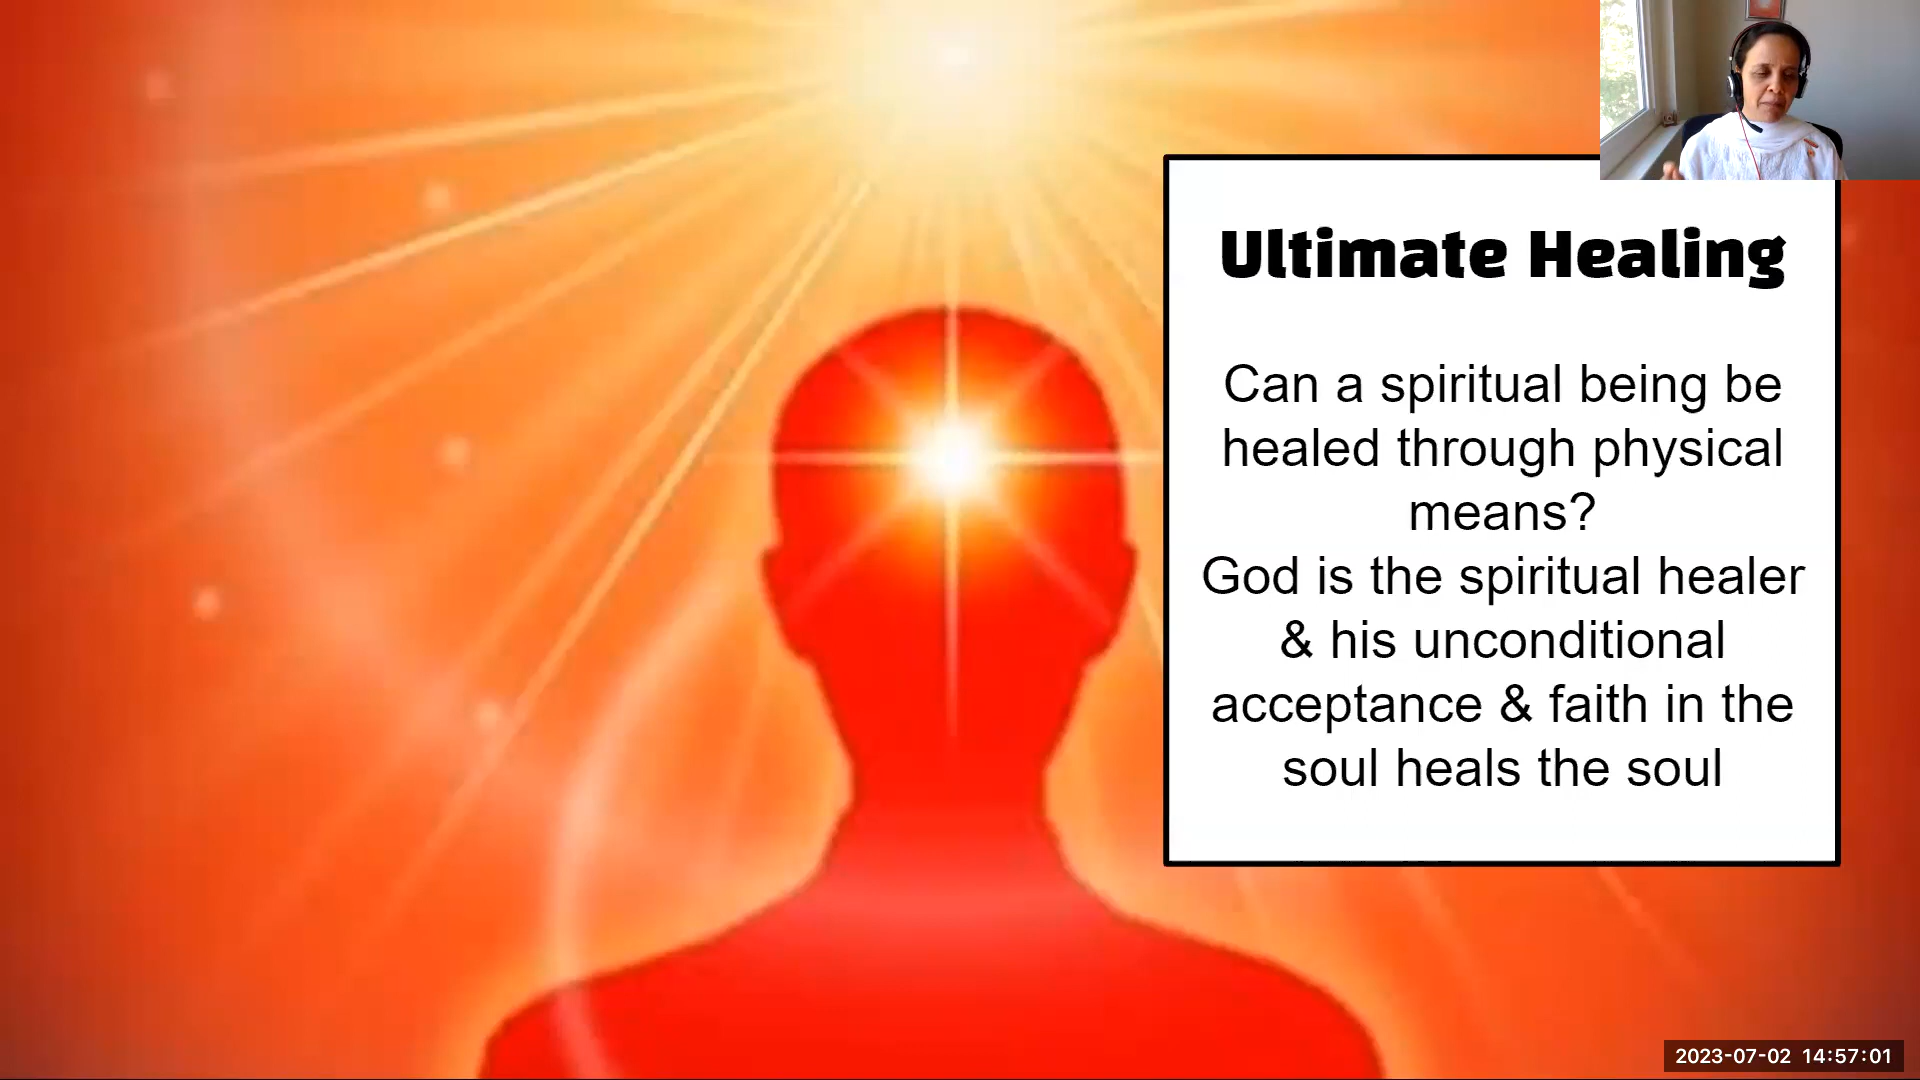 Ultimate Healing
Can a spiritual being be
healed through physical
means?
God is the spiritual healer
& his unconditional
acceptance & faith in the
soul heals the soul
2023-07-02 14:57:01